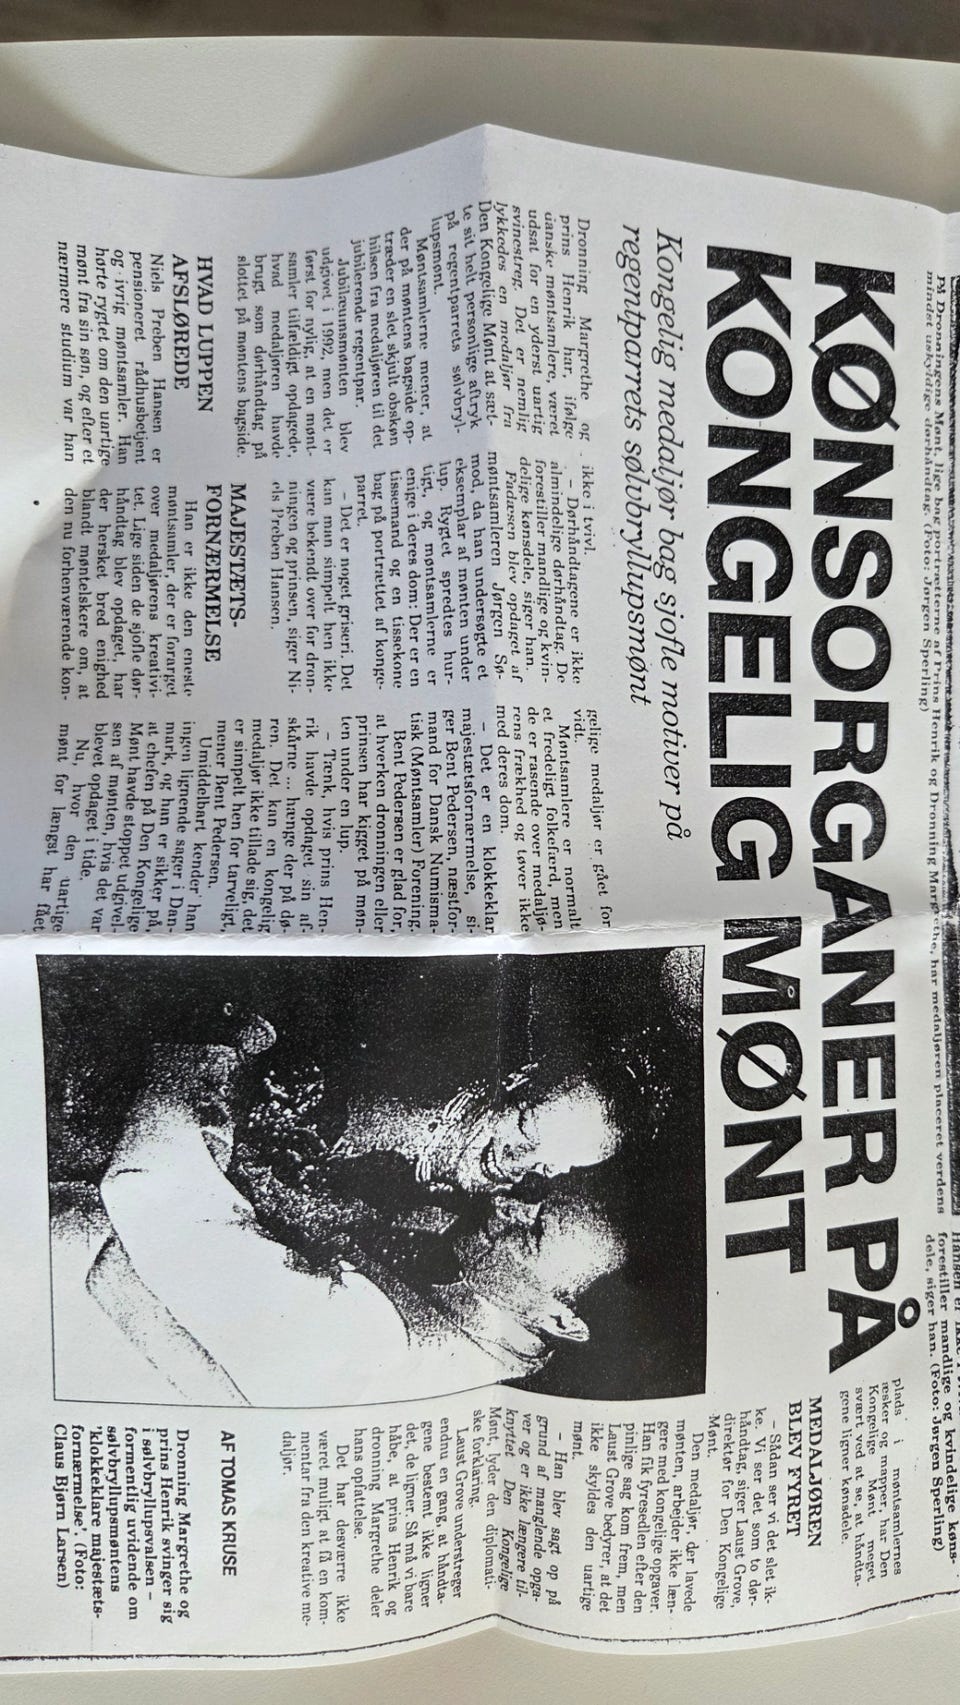 På Dronningens Mønt, lige bag portrætterne af Prins Henrik og Dronning Margrethe, har medaljøren placeret verdens
mindst uskyldige dørhåndtag. (Foto: Jørgen Sperling)
Hansen er
forestiller mandlige og kvindelige køns-
dele, siger han. (Foto: Jørgen Sperling)
KØNSORGANER PÅ
KONGELIG MØNT
Kongelig medaljør bag sjofle motiver på
regentparrets sølvbryllupsmønt
Dronning Margrethe og
prins Henrik har, ifølge
danske møntsamlere, været
udsat for en yderst uartig
svinestreg. Det er nemlig
lykkedes en medaljør fra
Den Kongelige Mønt at sæt-
te sit helt personlige aftryk
på regentparrets sølvbryl-
lupsmønt.
Møntsamlerne mener, at
der på møntens bagside op-
træder en slet skjult obskøn
hilsen fra medaljøren til det
jubilerende regentpar.
Jubilæumsmønten blev
udgivet i 1992, men det er
først for nylig, at en mønt-
samler tilfældigt opdagede,
hvad medaljøren havde
brugt som dørhåndtag på
slottet på møntens bagside.
HVAD LUPPEN
AFSLØREDE
Niels Preben Hansen er
pensioneret rådhusbetjent
og ivrig møntsamler. Han
hørte rygtet om den uartige
mønt fra sin søn, og efter et
nærmere studium var han
ikke i tvivl.
– Dørhåndtagene er ikke
almindelige dørhåndtag. De
forestiller mandlige og kvin-
delige kønsdele, siger han.
Fadæsen blev opdaget af
møntsamleren Jørgen Sø-
mod, da han undersøgte et
eksemplar af mønten under
lup. Rygtet spredtes hur-
tigt, og møntsamlerne er
enige i deres dom: Der er en
tissemand og en tissekone
bag på portrættet af konge-
parret.
– Det er noget griseri. Det
kan man simpelt hen ikke
være bekendt over for dron-
ningen og prinsen, siger Ni-
els Preben Hansen.
MAJESTÆTS-
FORNÆRMELSE
Han er ikke den eneste
møntsamler, der er forarget
over medaljørens kreativi-
tet. Lige siden de sjofle dør-
håndtag blev opdaget, har
der hersket bred enighed
blandt møntelskere om, at
den nu forhenværende kon-
gelige medaljør er gået for
vidt.
Møntsamlere er normalt
et fredeligt folkefærd, men
de er rasende over medaljø-
rens frækhed og tøver ikke
med deres dom.
– Det er en klokkeklar
majestætsfornærmelse, si-
ger Bent Pedersen, næstfor-
mand for Dansk Numisma-
tisk (Møntsamler) Forening.
Bent Pedersen er glad for,
at hverken dronningen eller
prinsen har kigget på møn-
ten under en lup.
– Tænk, hvis prins Hen-
rik havde opdaget sin af-
skårne ... hænge der på dø-
ren. Det kan en kongelig
medaljør ikke tillade sig, det
er simpelt hen for tarveligt,
mener Bent Pedersen.
Umiddelbart kender han
ingen lignende sager i Dan-
mark, og han er sikker på,
at chefen på Den Kongelige
Mønt havde stoppet udgivel-
sen af mønten, hvis det var
blevet opdaget i tide.
Nu, hvor den uartige
mønt for længst har fået
plads i møntsamlernes
æsker og mapper, har Den
Kongelige Mønt meget
svært ved at se, at håndta-
gene ligner kønsdele.
MEDALJØREN
BLEV FYRET
– Sådan ser vi det slet ik-
ke. Vi ser det som to dør-
håndtag, siger Laust Grove,
direktør for Den Kongelige
Mønt.
Den medaljør, der lavede
mønten, arbejder ikke læn-
gere med kongelige opgaver.
Han fik fyresedlen efter den
pinlige sag kom frem, men
Laust Grove bedyrer, at det
ikke skyldes den uartige
mønt.
– Han blev sagt op på
grund af manglende opga-
ver og er ikke længere til-
knyttet Den Kongelige
Mønt, lyder den diplomati-
ske forklaring.
Laust Grove understreger
endnu en gang, at håndta-
gene bestemt ikke ligner
det, de ligner. Så må vi bare
håbe, at prins Henrik og
dronning Margrethe deler
hans opfattelse.
Det har desværre ikke
været muligt at få en kom-
mentar fra den kreative me-
daljør.
AF TOMAS KRUSE
Dronning Margrethe og
prins Henrik svinger sig
i sølvbryllupsvalsen –
formentlig uvidende om
sølvbryllupsmøntens
'klokkeklare majestæts-
fornærmelse'. (Foto:
Claus Bjørn Larsen)